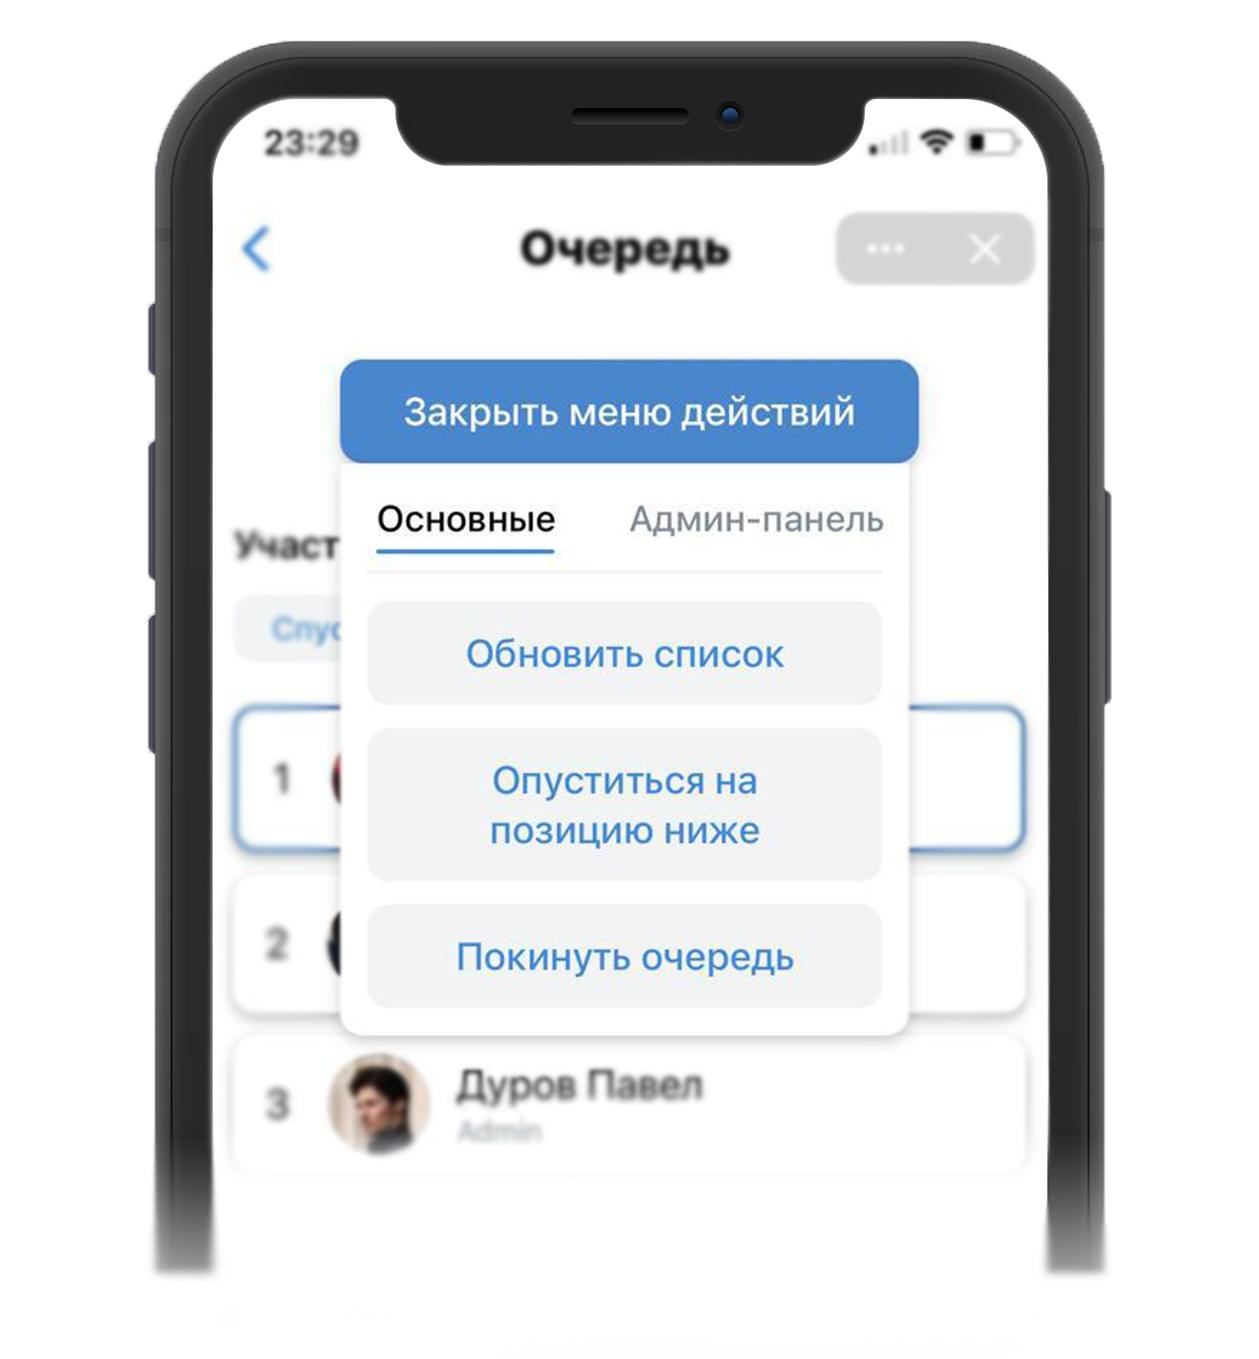 23:29
Очередь
Закрыть меню действий
Основные Админ-панель
Участ
Обновить список
Спус
1
Опуститься на
позицию ниже
2
Покинуть очередь
3 Дуров Павел
Admin